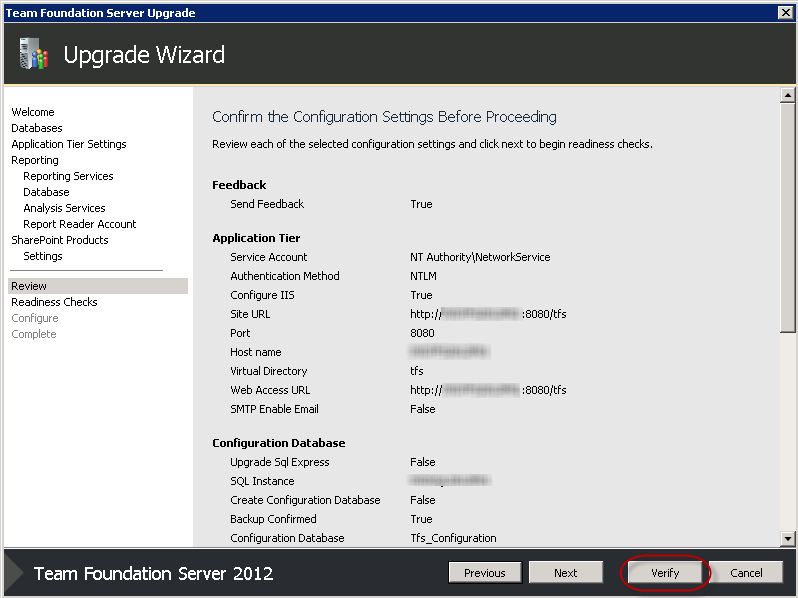 Team Foundation Server Upgrade
Upgrade Wizard
Welcome
Databases
Application Tier Settings
Reporting
Reporting Services
Database
Analysis Services
Report Reader Account
SharePoint Products
Settings
Review
Readiness Checks
Configure
Complete
Confirm the Configuration Settings Before Proceeding
Review each of the selected configuration settings and click next to begin readiness checks.
Feedback
Send Feedback True
Application Tier
Service Account NT Authority\NetworkService
Authentication Method NTLM
Configure IIS True
Site URL http:// :8080/tfs
Port 8080
Host name
Virtual Directory tfs
Web Access URL http:// :8080/tfs
SMTP Enable Email False
Configuration Database
Upgrade Sql Express False
SQL Instance
Create Configuration Database False
Backup Confirmed True
Configuration Database Tfs_Configuration
Team Foundation Server 2012
Previous Next Verify Cancel